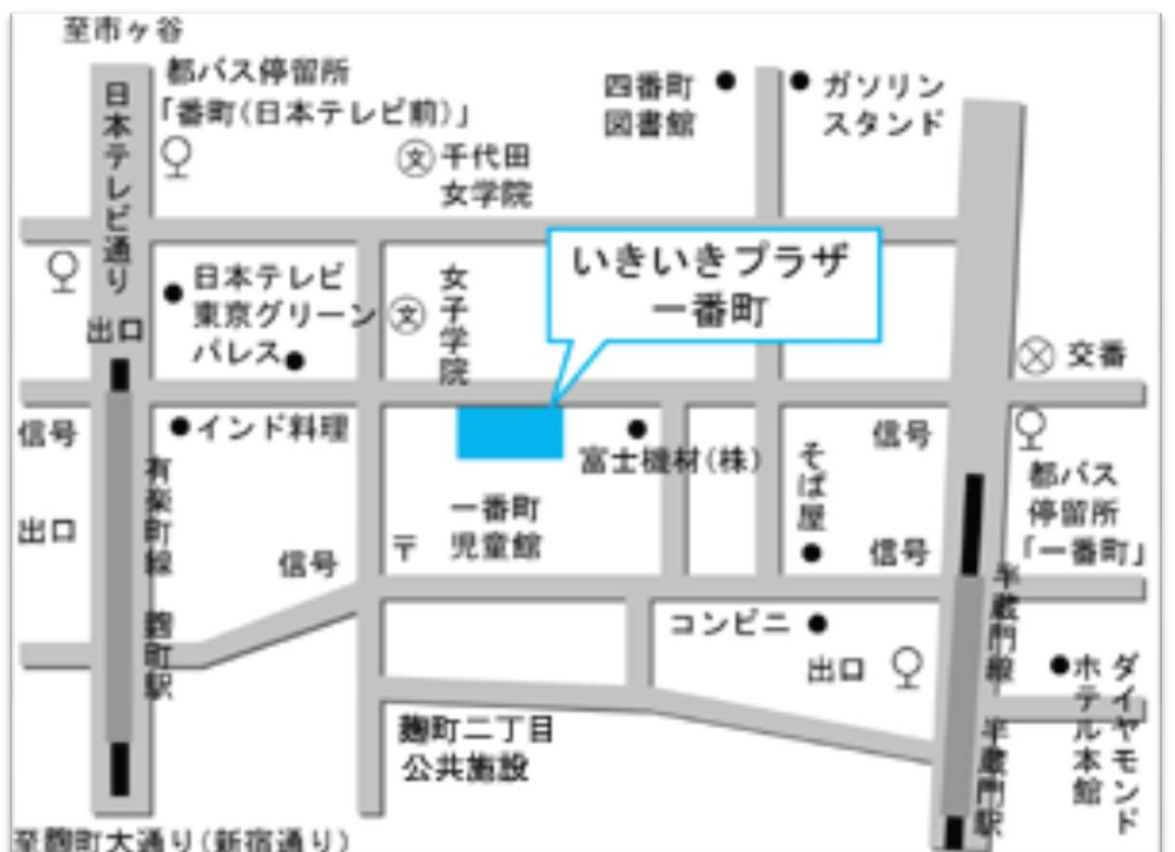 至市ヶ谷
都バス停留所
「番町(日本テレビ前)」
日本テレビ通り
四番町
図書館
ガソリン
スタンド
文
千代田
女学院
いきいきプラザ
一番町
日本テレビ
東京グリーン
パレス
文
女子学院
出口
交番
信号
インド料理
富士機材(株)
そば屋
信号
都バス
停留所
「一番町」
有楽町線 麹町駅
出口
一番町
児童館
〒
信号
信号
半蔵門線 半蔵門駅
コンビニ
出口
ダイヤモンド
ホテル本館
麹町二丁目
公共施設
至麹町大通り(新宿通り)